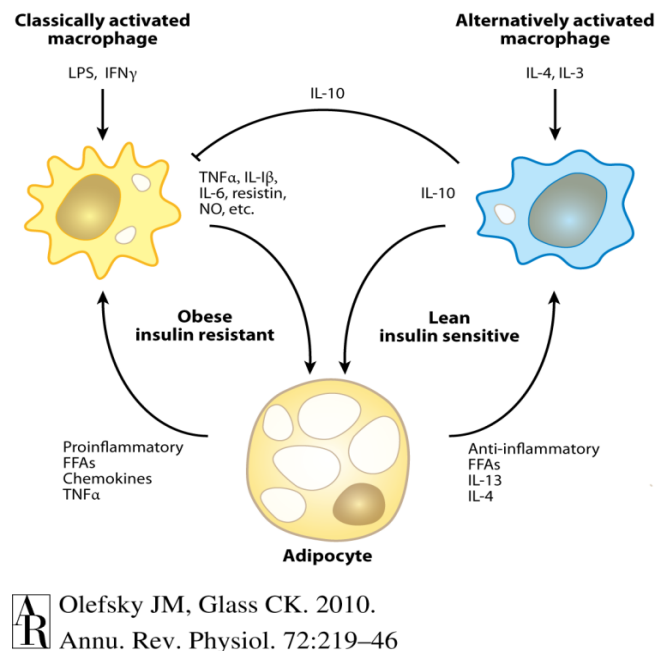 Classically activated
macrophage
Alternatively activated
macrophage
LPS, IFNγ
IL-4, IL-3
IL-10
TNFα, IL-Iβ,
IL-6, resistin,
NO, etc.
IL-10
Obese
insulin resistant
Lean
insulin sensitive
Proinflammatory
FFAs
Chemokines
TNFα
Anti-inflammatory
FFAs
IL-13
IL-4
Adipocyte
AR
Olefsky JM, Glass CK. 2010.
Annu. Rev. Physiol. 72:219–46